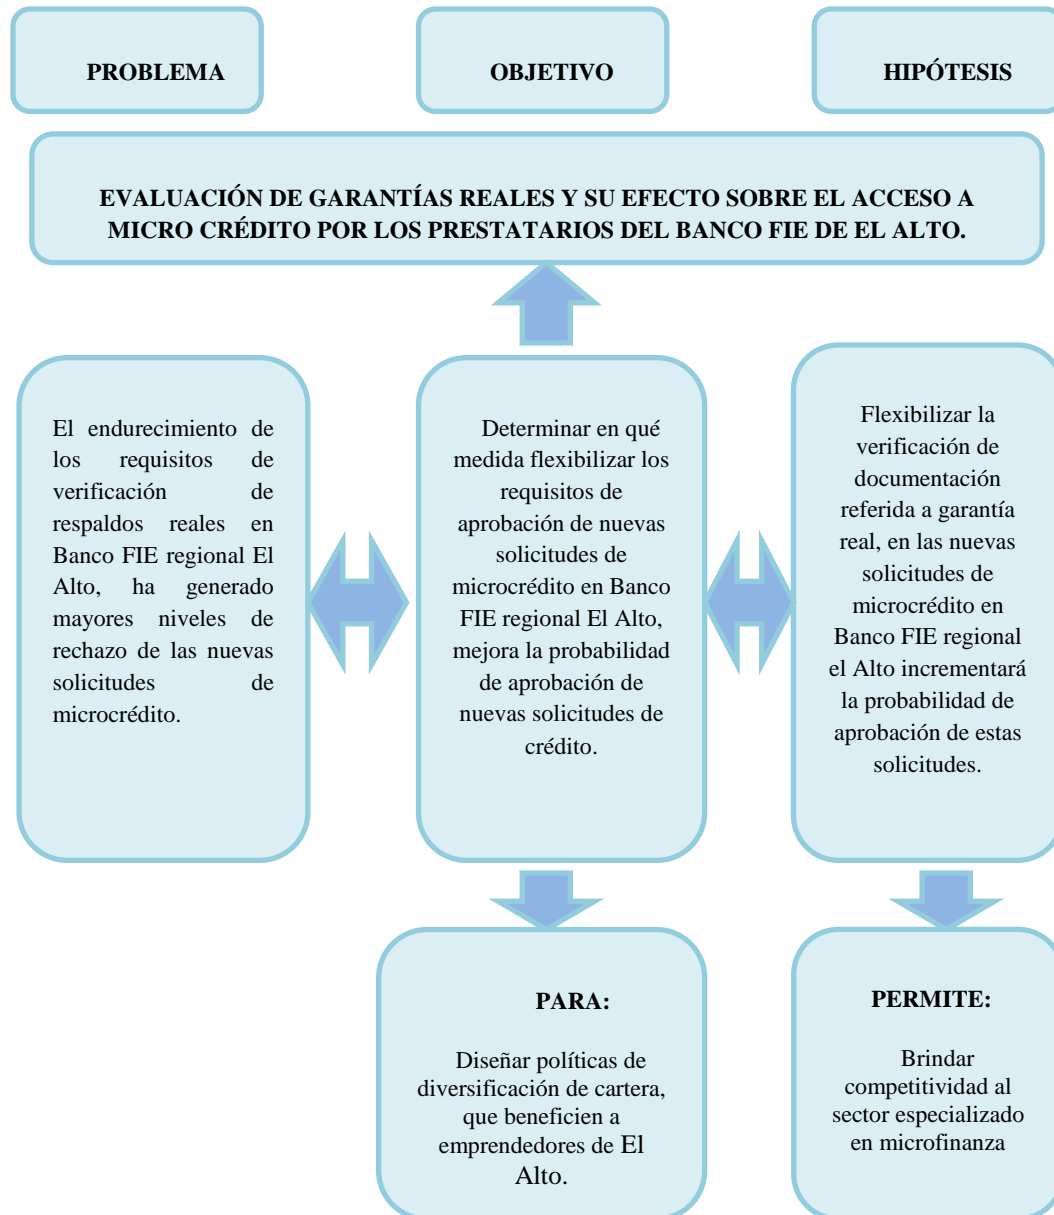 PROBLEMA
OBJETIVO
HIPÓTESIS
EVALUACIÓN DE GARANTÍAS REALES Y SU EFECTO SOBRE EL ACCESO A
MICRO CRÉDITO POR LOS PRESTATARIOS DEL BANCO FIE DE EL ALTO.
El endurecimiento de
los requisitos de
verificación de
respaldos reales en
Banco FIE regional El
Alto, ha generado
mayores niveles de
rechazo de las nuevas
solicitudes de
microcrédito.
Determinar en qué
medida flexibilizar los
requisitos de
aprobación de nuevas
solicitudes de
microcrédito en Banco
FIE regional El Alto,
mejora la probabilidad
de aprobación de
nuevas solicitudes de
crédito.
Flexibilizar la
verificación de
documentación
referida a garantía
real, en las nuevas
solicitudes de
microcrédito en
Banco FIE regional
el Alto incrementará
la probabilidad de
aprobación de estas
solicitudes.
PARA:
Diseñar políticas de
diversificación de cartera,
que beneficien a
emprendedores de El
Alto.
PERMITE:
Brindar
competitividad al
sector especializado
en microfinanza